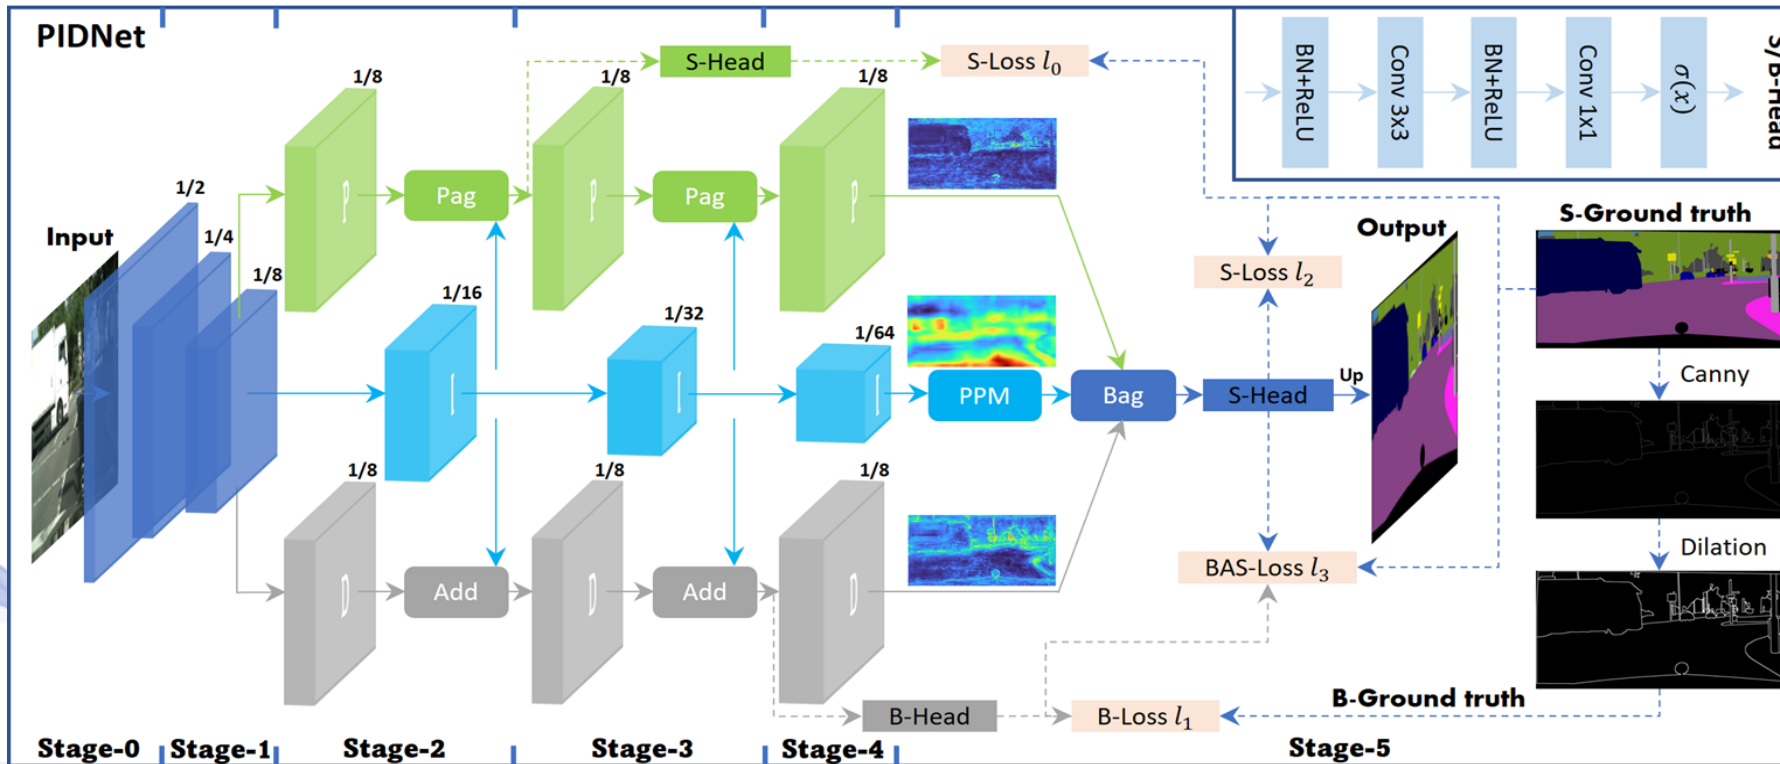 PIDNet
S-Head
S-Loss l₀
1/8
1/8
1/8
BN+ReLU
Conv 3x3
BN+ReLU
Conv 1x1
σ(x)
S/B-Head
P
Pag
P
Pag
P
1/2
1/4
1/8
Input
Output
S-Ground truth
S-Loss l₂
1/16
1/32
1/64
I
I
I
PPM
Bag
S-Head
Up
Canny
1/8
1/8
1/8
D
Add
D
Add
D
BAS-Loss l₃
Dilation
B-Head
B-Loss l₁
B-Ground truth
Stage-0
Stage-1
Stage-2
Stage-3
Stage-4
Stage-5